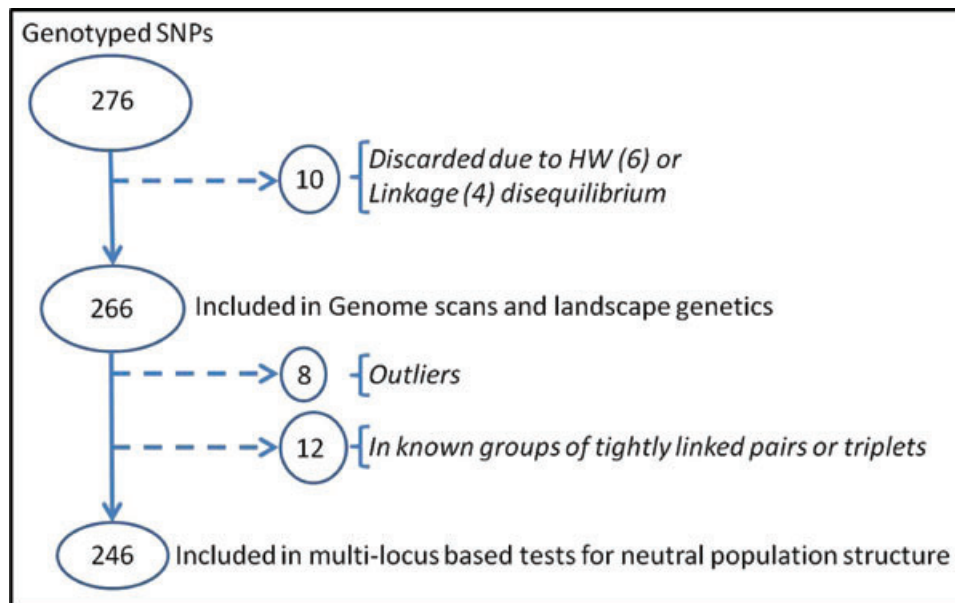 Genotyped SNPs
276
10
Discarded due to HW (6) or
Linkage (4) disequilibrium
266
Included in Genome scans and landscape genetics
8
Outliers
12
In known groups of tightly linked pairs or triplets
246
Included in multi-locus based tests for neutral population structure